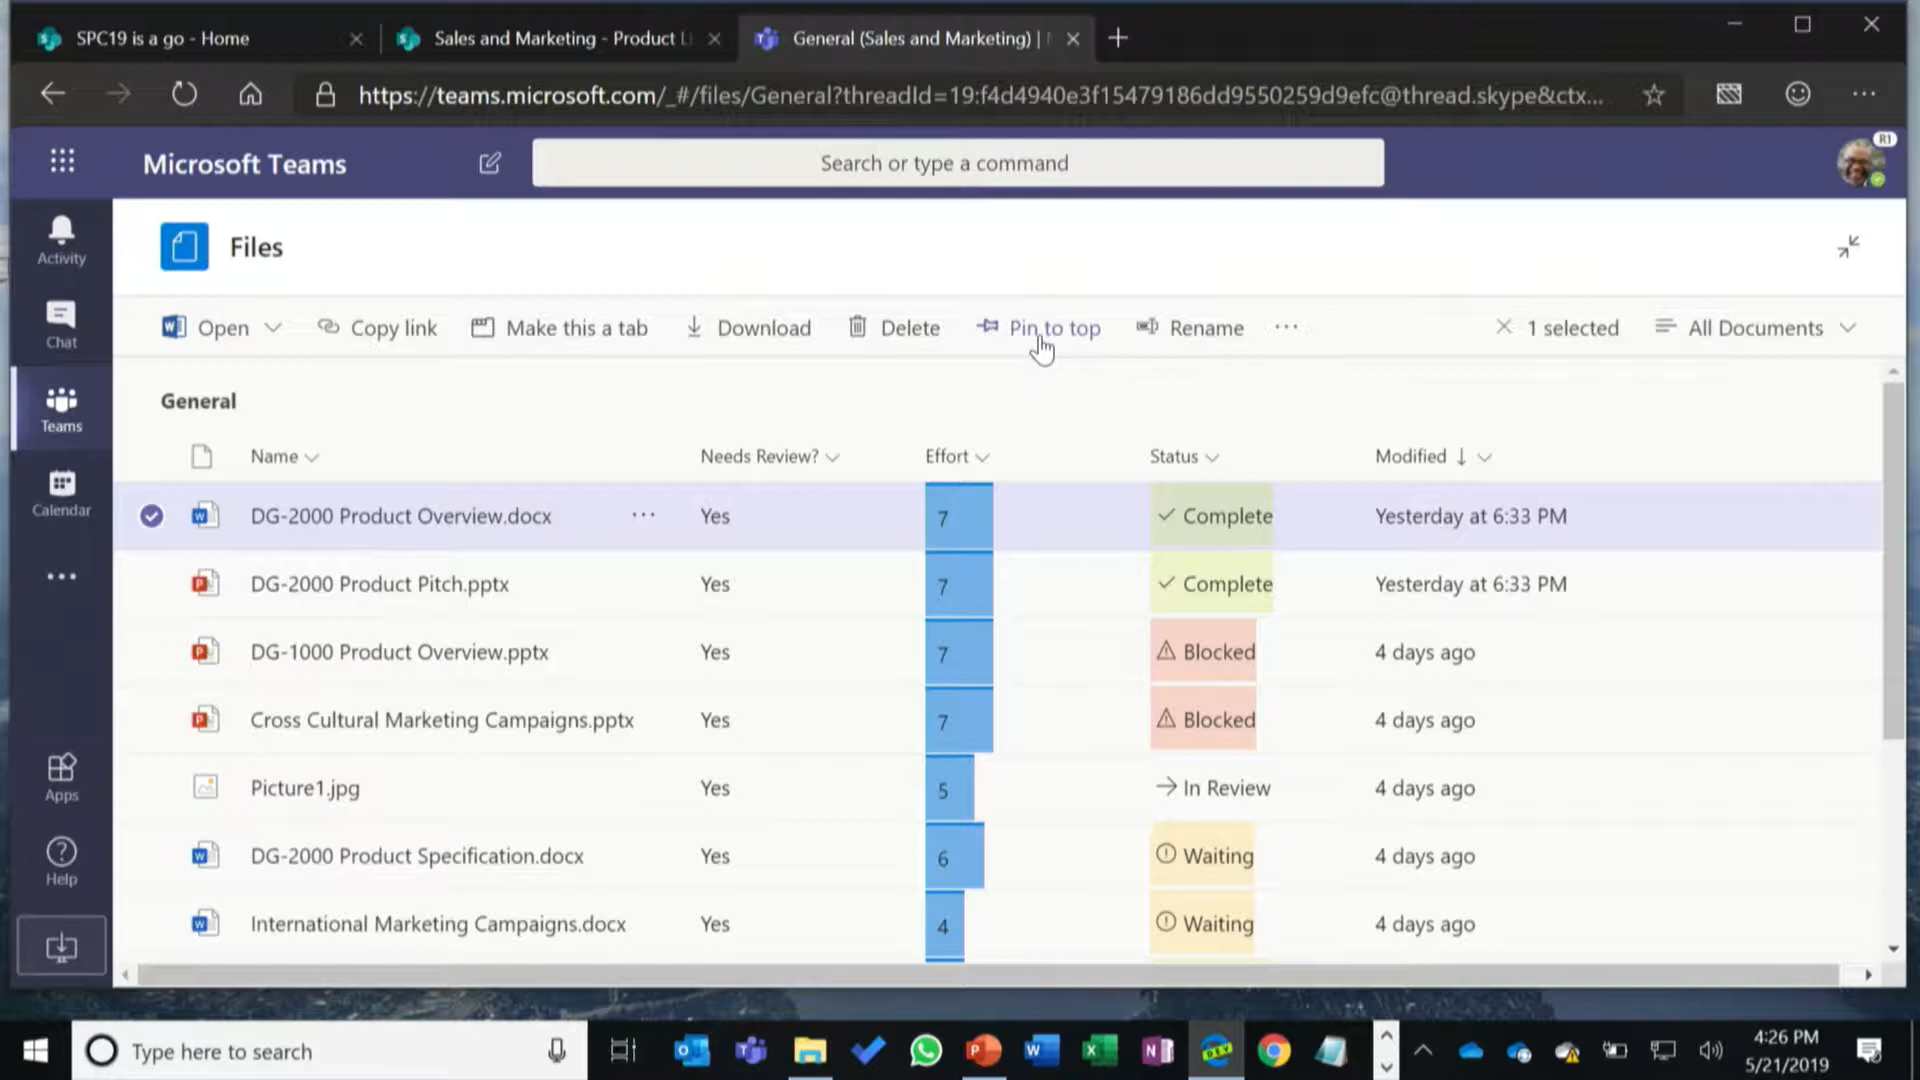 SPC19 is a go - Home
Sales and Marketing - Product Li
General (Sales and Marketing) |
https://teams.microsoft.com/_#/files/General?threadId=19:f4d4940e3f15479186dd9550259d9efc@thread.skype&ctx...
Microsoft Teams
Search or type a command
R1
Activity
Chat
Teams
Calendar
Apps
Help
Files
Open Copy link Make this a tab Download Delete Pin to top Rename ... 1 selected All Documents
General
Name Needs Review? Effort Status Modified
DG-2000 Product Overview.docx ... Yes 7 Complete Yesterday at 6:33 PM
DG-2000 Product Pitch.pptx Yes 7 Complete Yesterday at 6:33 PM
DG-1000 Product Overview.pptx Yes 7 Blocked 4 days ago
Cross Cultural Marketing Campaigns.pptx Yes 7 Blocked 4 days ago
Picture1.jpg Yes 5 In Review 4 days ago
DG-2000 Product Specification.docx Yes 6 Waiting 4 days ago
International Marketing Campaigns.docx Yes 4 Waiting 4 days ago
Type here to search
DEV
4:26 PM
5/21/2019